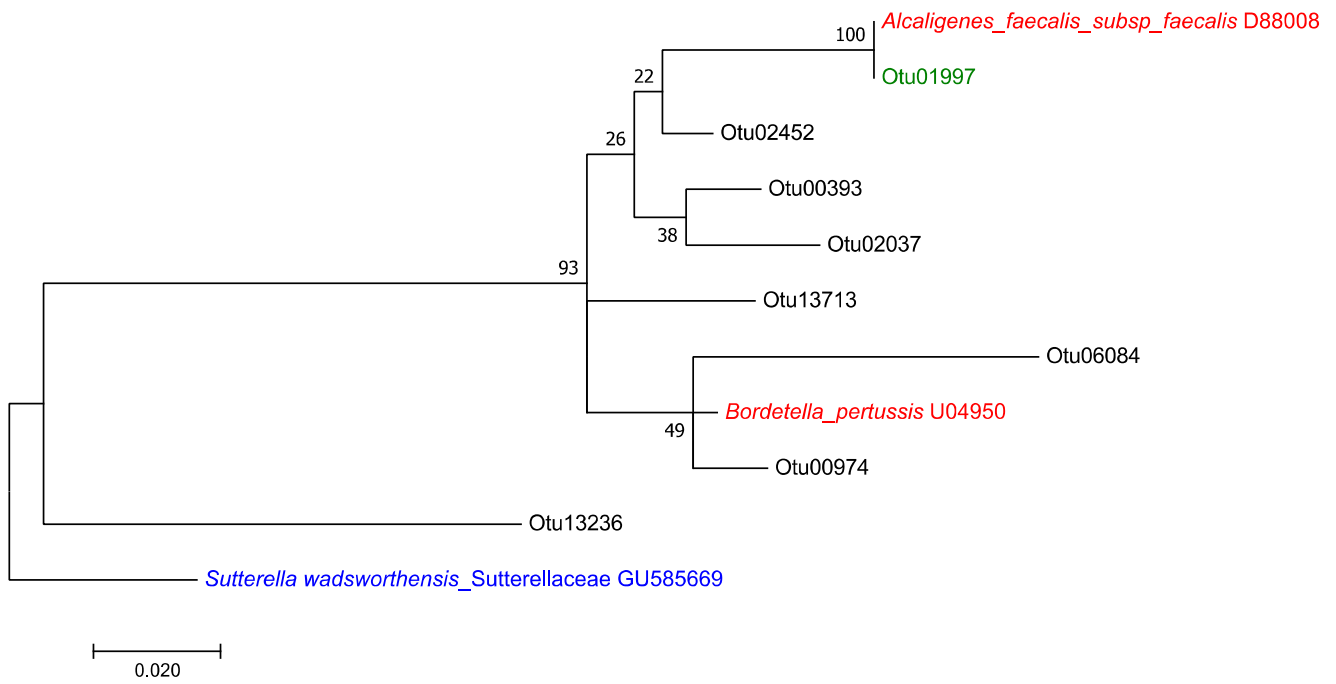 Alcaligenes_faecalis_subsp_faecalis D88008
100
Otu01997
22
Otu02452
26
Otu00393
38
Otu02037
93
Otu13713
Otu06084
Bordetella_pertussis U04950
49
Otu00974
Otu13236
Sutterella wadsworthensis_Sutterellaceae GU585669
0.020